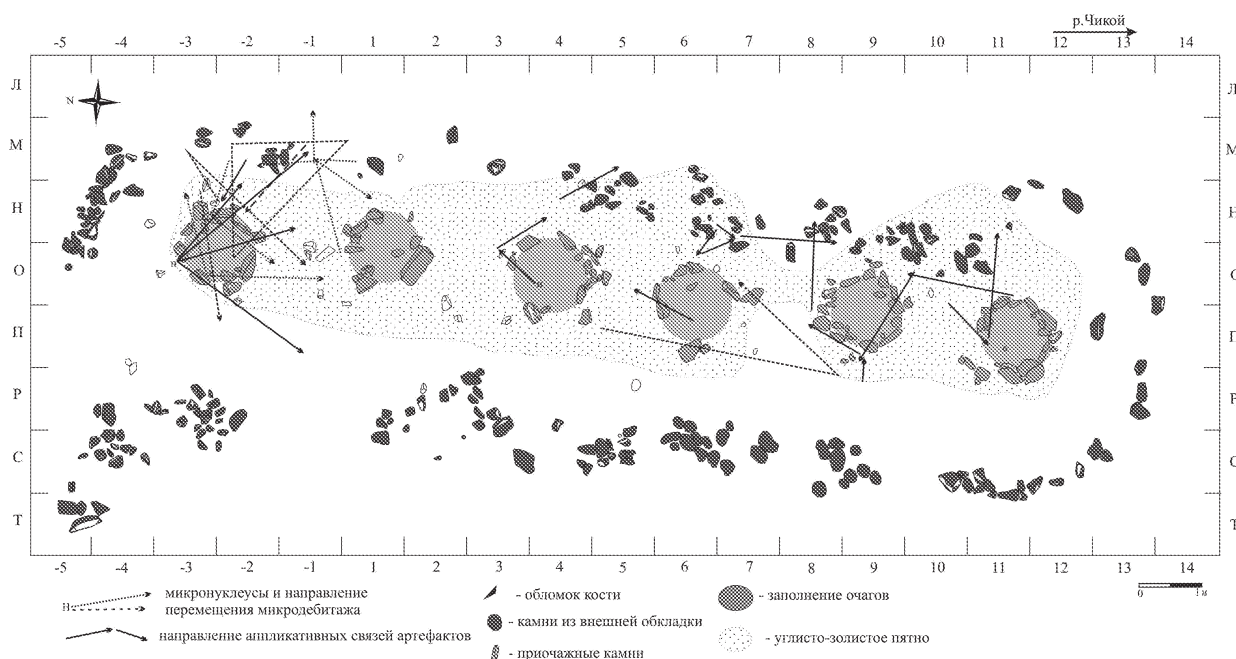 р.Чикой
-5 -4 -3 -2 -1 1 2 3 4 5 6 7 8 9 10 11 12 13 14
Л Л
N
М М
Н Н
О О
П П
Р Р
С С
Т Т
-5 -4 -3 -2 -1 1 2 3 4 5 6 7 8 9 10 11 12 13 14
Н микронуклеусы и направление
перемещения микродебитажа
направление аппликативных связей артефактов
- обломок кости
- камни из внешней обкладки
- приочажные камни
- заполнение очагов
- углисто-золистое пятно
0 1 м